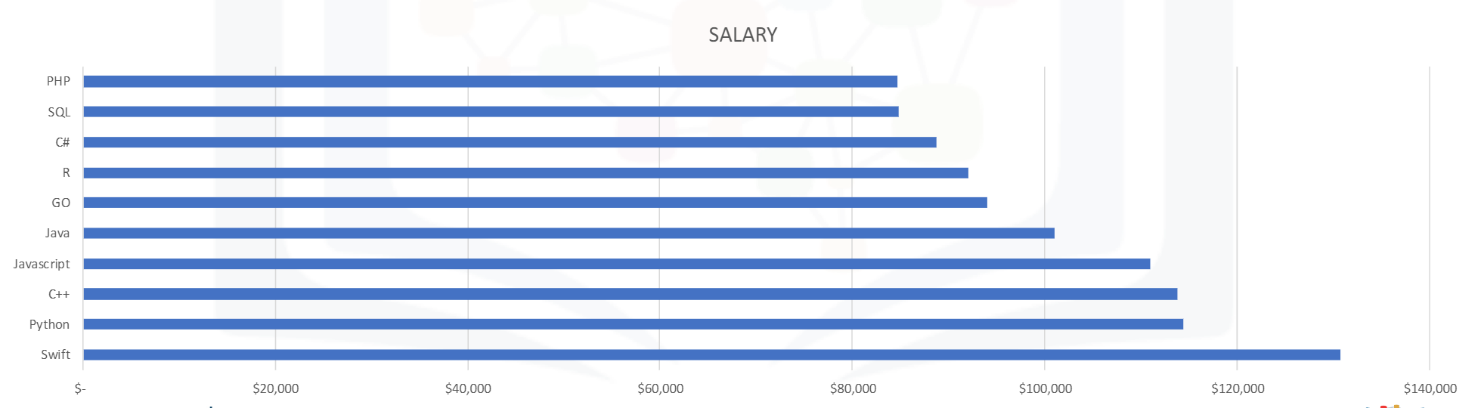 SALARY
PHP
SQL
C#
R
GO
Java
Javascript
C++
Python
Swift
$-
$20,000
$40,000
$60,000
$80,000
$100,000
$120,000
$140,000